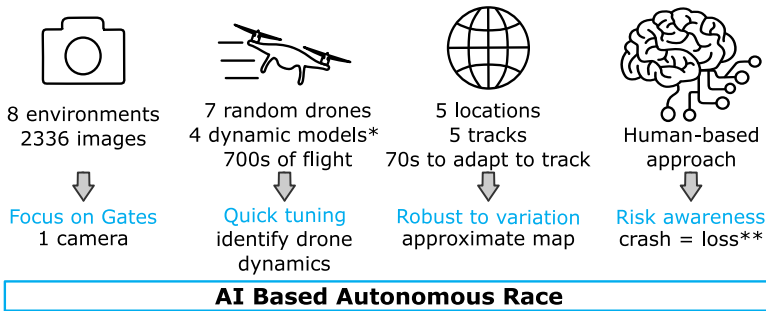 8 environments
2336 images
Focus on Gates
1 camera
7 random drones
4 dynamic models*
700s of flight
Quick tuning
identify drone
dynamics
5 locations
5 tracks
70s to adapt to track
Robust to variation
approximate map
Human-based
approach
Risk awareness
crash = loss**
AI Based Autonomous Race